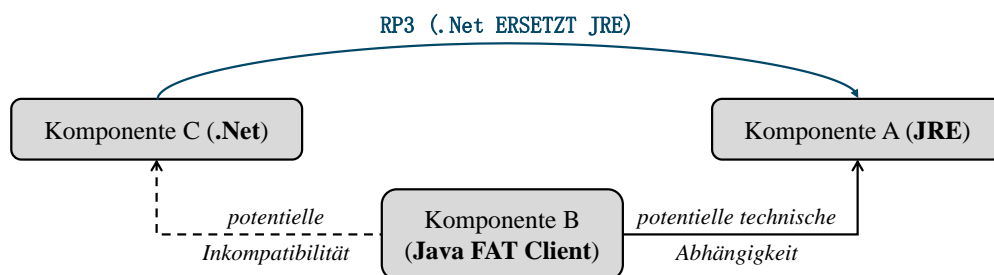 RP3 (.Net ERSETZT JRE)
Komponente C (.Net)
Komponente A (JRE)
potentielle
Inkompatibilität
Komponente B
(Java FAT Client)
potentielle technische
Abhängigkeit